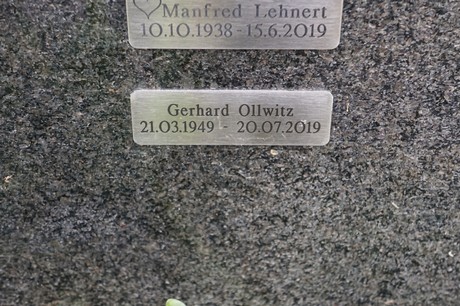 Manfred Lehnert
10.10.1938 - 15.6.2019
Gerhard Ollwitz
21.03.1949 - 20.07.2019